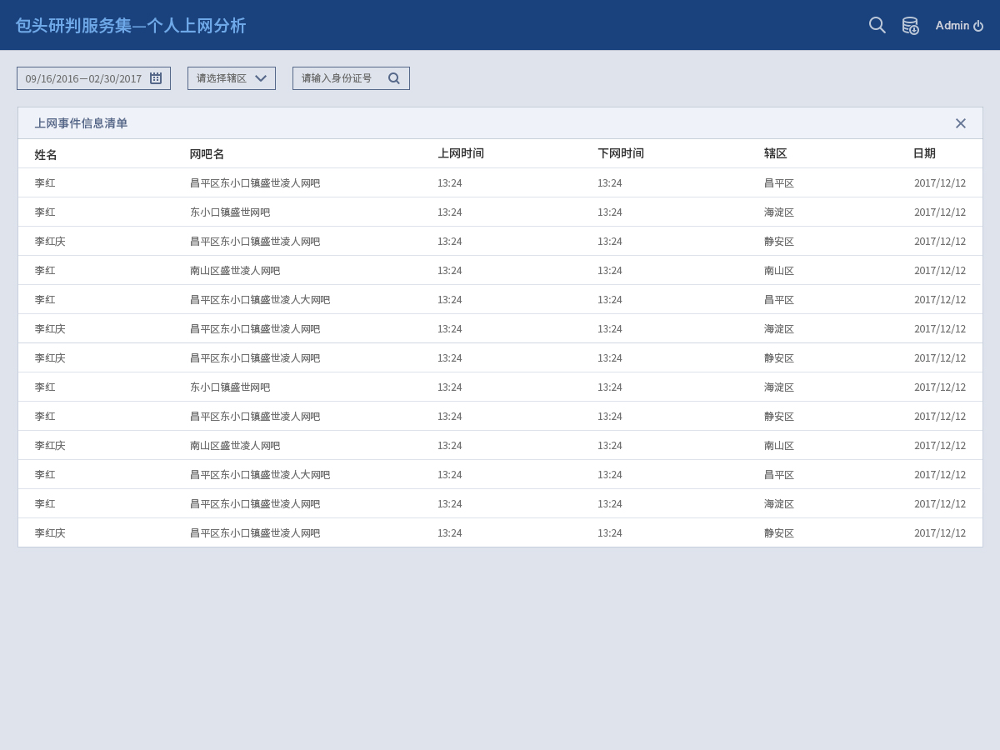 包头研判服务集—个人上网分析
Admin
09/16/2016—02/30/2017
请选择辖区
请输入身份证号
上网事件信息清单
姓名 网吧名 上网时间 下网时间 辖区 日期
李红 昌平区东小口镇盛世凌人网吧 13:24 13:24 昌平区 2017/12/12
李红 东小口镇盛世网吧 13:24 13:24 海淀区 2017/12/12
李红庆 昌平区东小口镇盛世凌人网吧 13:24 13:24 静安区 2017/12/12
李红 南山区盛世凌人网吧 13:24 13:24 南山区 2017/12/12
李红 昌平区东小口镇盛世凌人大网吧 13:24 13:24 昌平区 2017/12/12
李红庆 昌平区东小口镇盛世凌人网吧 13:24 13:24 海淀区 2017/12/12
李红庆 昌平区东小口镇盛世凌人网吧 13:24 13:24 静安区 2017/12/12
李红 东小口镇盛世网吧 13:24 13:24 海淀区 2017/12/12
李红 昌平区东小口镇盛世凌人网吧 13:24 13:24 静安区 2017/12/12
李红庆 南山区盛世凌人网吧 13:24 13:24 南山区 2017/12/12
李红 昌平区东小口镇盛世凌人大网吧 13:24 13:24 昌平区 2017/12/12
李红 昌平区东小口镇盛世凌人网吧 13:24 13:24 海淀区 2017/12/12
李红庆 昌平区东小口镇盛世凌人网吧 13:24 13:24 静安区 2017/12/12